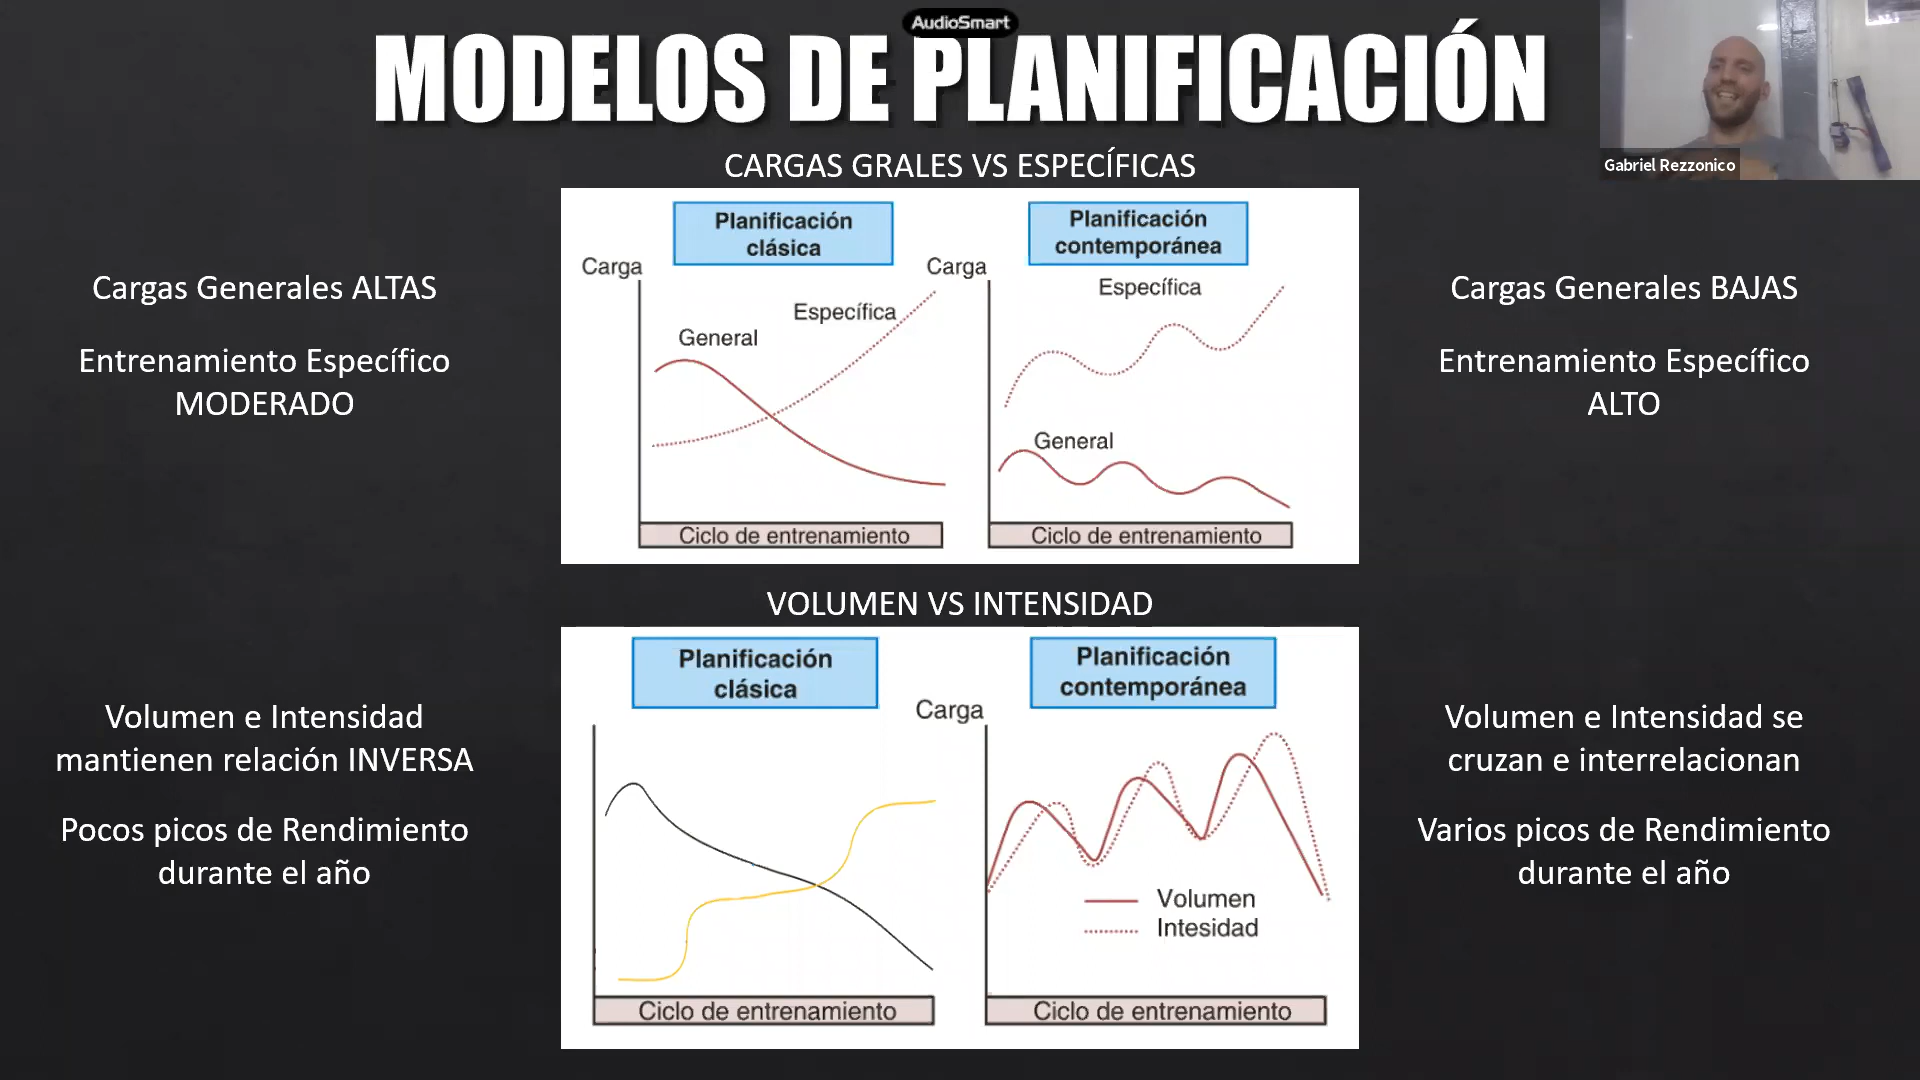 AudioSmart
MODELOS DE PLANIFICACIÓN
Gabriel Rezzonico
CARGAS GRALES VS ESPECÍFICAS
Cargas Generales ALTAS
Entrenamiento Específico
MODERADO
Planificación
clásica
Carga
General
Específica
Ciclo de entrenamiento
Planificación
contemporánea
Carga
Específica
General
Ciclo de entrenamiento
Cargas Generales BAJAS
Entrenamiento Específico
ALTO
VOLUMEN VS INTENSIDAD
Volumen e Intensidad
mantienen relación INVERSA
Pocos picos de Rendimiento
durante el año
Planificación
clásica
Ciclo de entrenamiento
Planificación
contemporánea
Carga
Volumen
Intesidad
Ciclo de entrenamiento
Volumen e Intensidad se
cruzan e interrelacionan
Varios picos de Rendimiento
durante el año